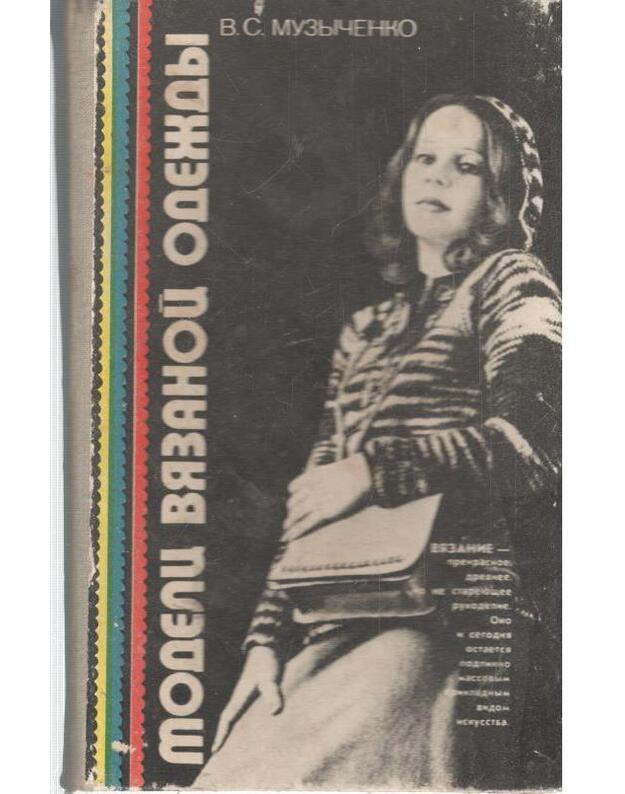 В. С. МУЗЫЧЕНКО
МОДЕЛИ ВЯЗАНОЙ ОДЕЖДЫ
ВЯЗАНИЕ —
прекрасное,
древнее,
не стареющее
рукоделие.
Оно
и сегодня
остается
подлинно
массовым
прикладным
видом
искусства.